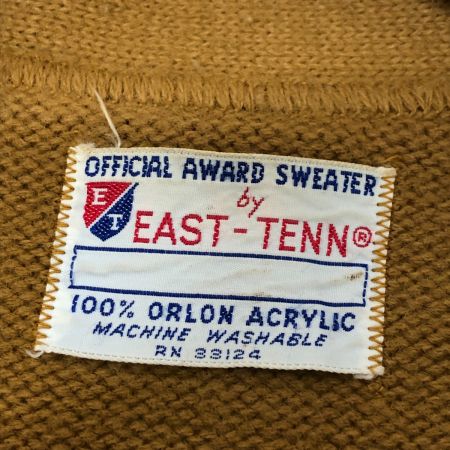 OFFICIAL AWARD SWEATER
by
E T
EAST-TENN®
100% ORLON ACRYLIC
MACHINE WASHABLE
RN 33124